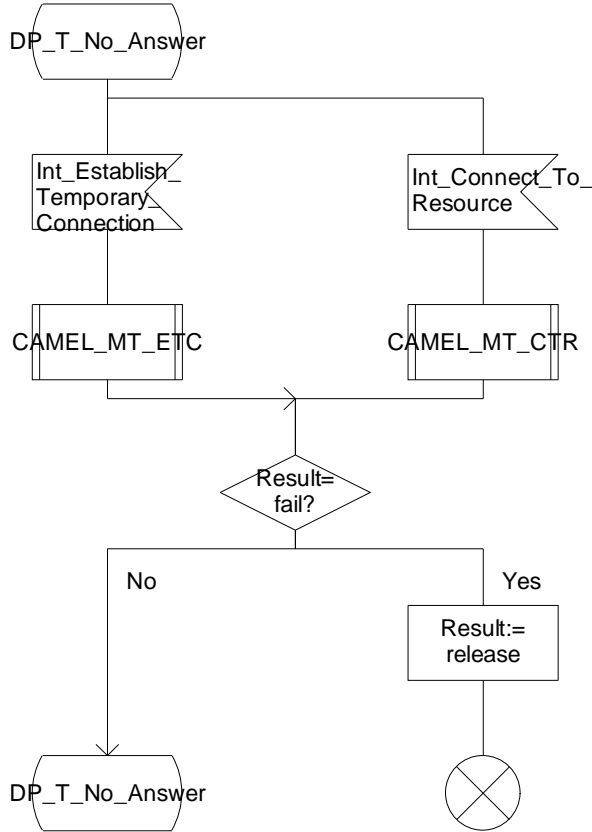 DP_T_No_Answer
Int_Establish_
Temporary_
Connection
Int_Connect_To_
Resource
CAMEL_MT_ETC
CAMEL_MT_CTR
Result=
fail?
No
Yes
Result:=
release
DP_T_No_Answer